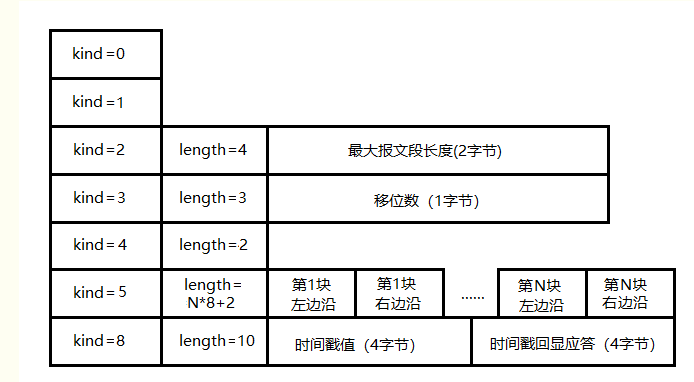 kind=0
kind=1
kind=2 length=4 最大报文段长度(2字节)
kind=3 length=3 移位数（1字节）
kind=4 length=2
kind=5 length= N*8+2 第1块 左边沿 第1块 右边沿 ...... 第N块 左边沿 第N块 右边沿
kind=8 length=10 时间戳值（4字节） 时间戳回显应答（4字节）